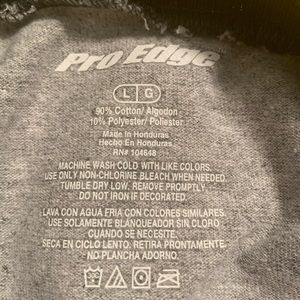 Pro Edge
L G
90% Cotton/ Algodon
10% Polyester/ Poliester
Made In Honduras
Hecho En Honduras
RN# 104648
MACHINE WASH COLD WITH LIKE COLORS.
USE ONLY NON-CHLORINE BLEACH WHEN NEEDED.
TUMBLE DRY LOW. REMOVE PROMPTLY.
DO NOT IRON IF DECORATED.
LAVA CON AGUA FRIA CON COLORES SIMILARES.
USE SOLAMENTE BLANQUEADOR SIN CLORO
CUANDO ES NECESITE.
SECA EN CICLO LENTO. RETIRA PRONTAMENTE.
NO PLANCHA ADORNO.